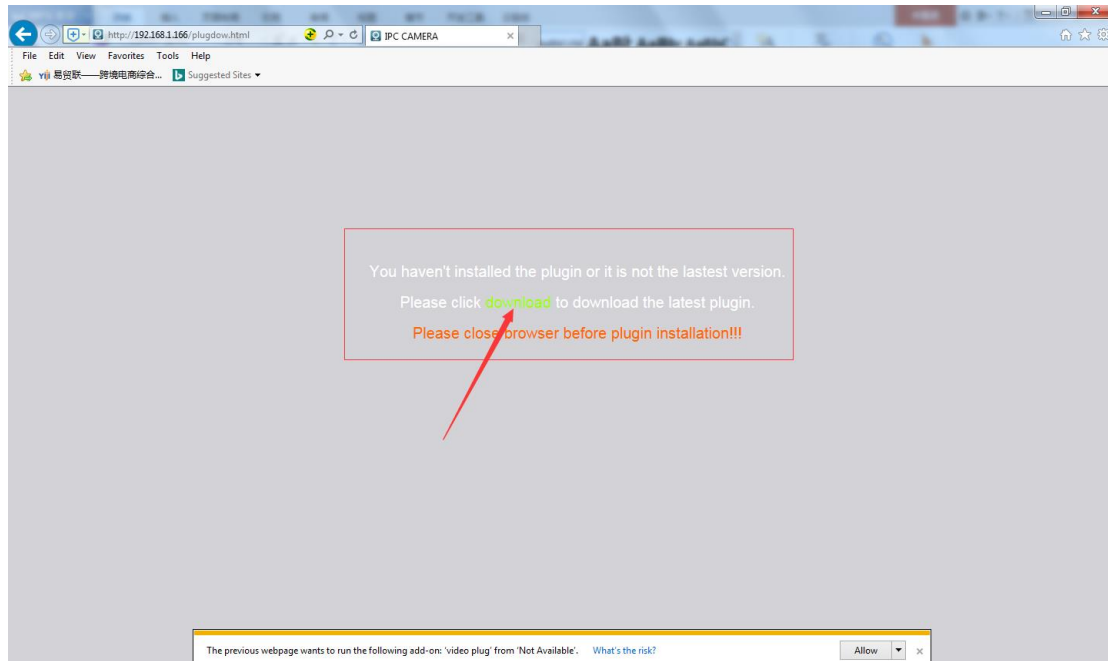 http://192.168.1.166/plugdow.html
IPC CAMERA
File Edit View Favorites Tools Help
易贸联——跨境电商综合...
Suggested Sites
You haven't installed the plugin or it is not the lastest version.
Please click download to download the latest plugin.
Please close browser before plugin installation!!!
The previous webpage wants to run the following add-on: 'video plug' from 'Not Available'. What's the risk?
Allow